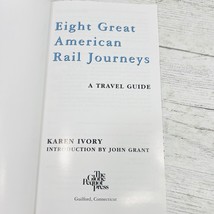 Eight Great
American
Rail Journeys
A TRAVEL GUIDE
KAREN IVORY
INTRODUCTION BY JOHN GRANT
The
Globe
Pequot
Press
Guilford, Connecticut